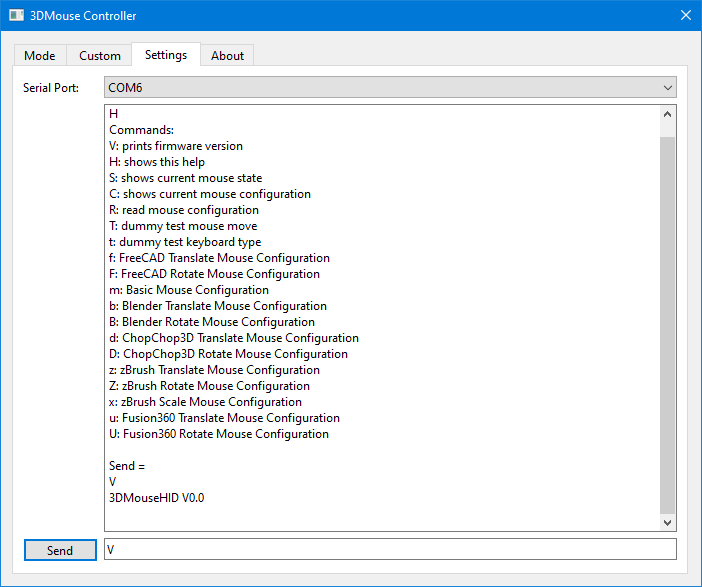 3DMouse Controller
Mode Custom Settings About
Serial Port: COM6
H
Commands:
V: prints firmware version
H: shows this help
S: shows current mouse state
C: shows current mouse configuration
R: read mouse configuration
T: dummy test mouse move
t: dummy test keyboard type
f: FreeCAD Translate Mouse Configuration
F: FreeCAD Rotate Mouse Configuration
m: Basic Mouse Configuration
b: Blender Translate Mouse Configuration
B: Blender Rotate Mouse Configuration
d: ChopChop3D Translate Mouse Configuration
D: ChopChop3D Rotate Mouse Configuration
z: zBrush Translate Mouse Configuration
Z: zBrush Rotate Mouse Configuration
x: zBrush Scale Mouse Configuration
u: Fusion360 Translate Mouse Configuration
U: Fusion360 Rotate Mouse Configuration
Send =
V
3DMouseHID V0.0
Send V